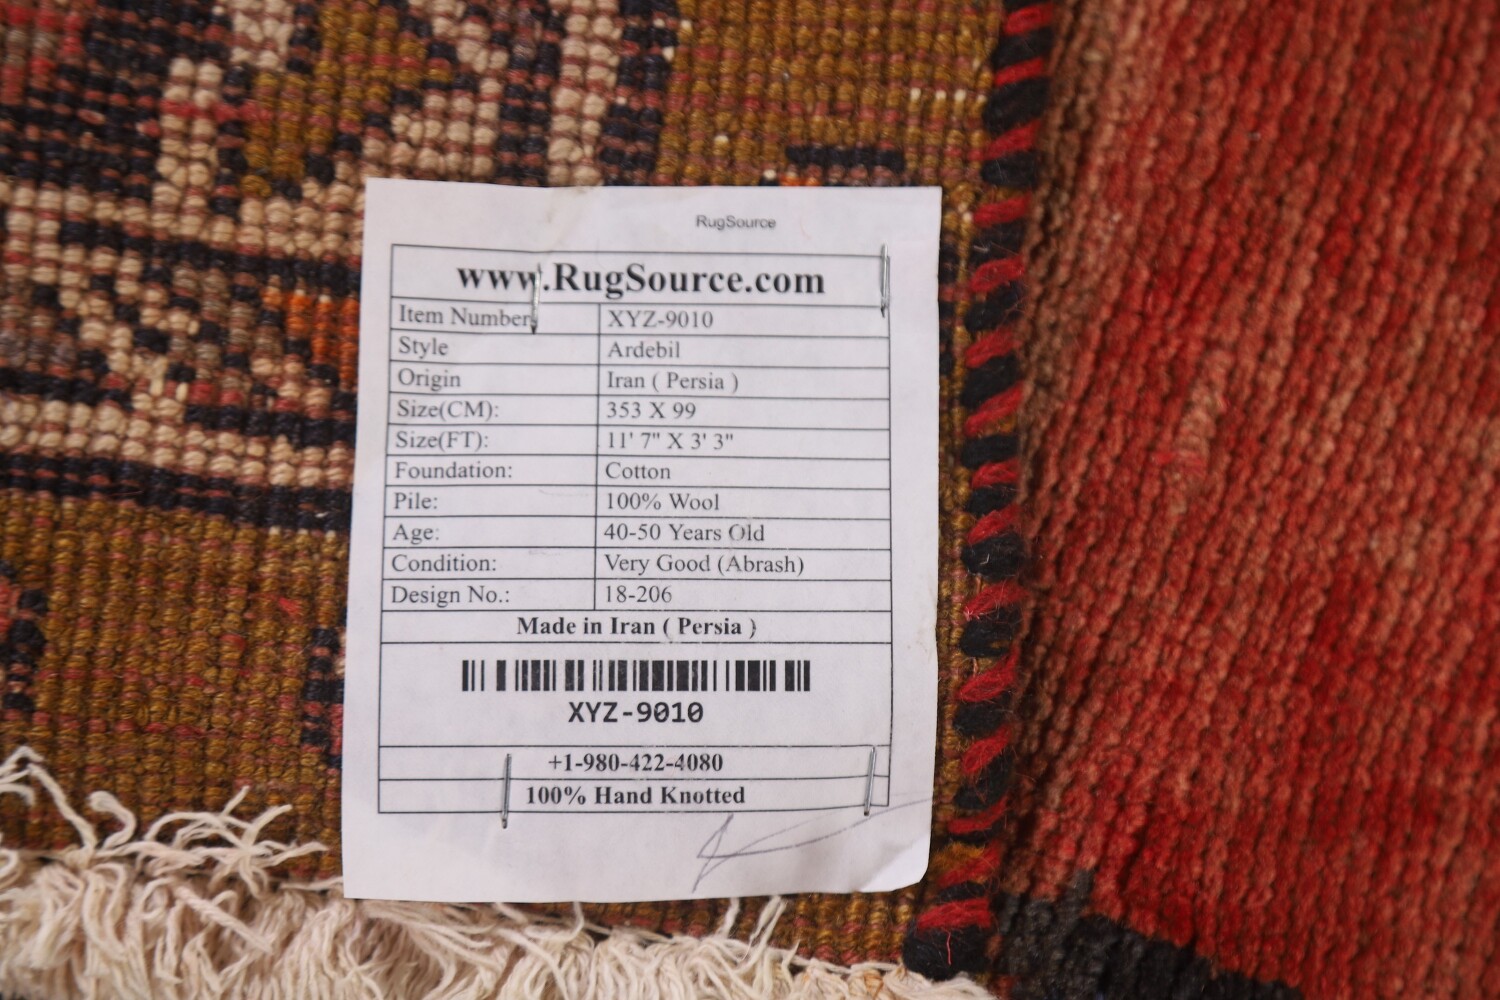 RugSource
www.RugSource.com
Item Number: XYZ-9010
Style Ardebil
Origin Iran ( Persia )
Size(CM): 353 X 99
Size(FT): 11' 7" X 3' 3"
Foundation: Cotton
Pile: 100% Wool
Age: 40-50 Years Old
Condition: Very Good (Abrash)
Design No.: 18-206
Made in Iran ( Persia )
XYZ-9010
+1-980-422-4080
100% Hand Knotted